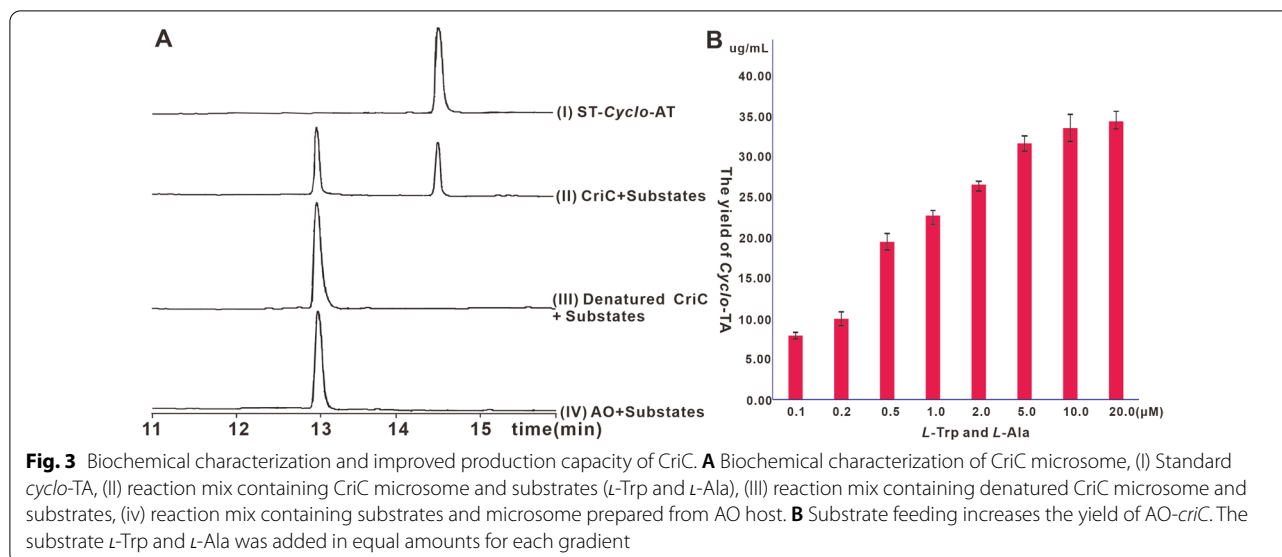 A
(I) ST-Cyclo-AT
(II) CriC+Substates
(III) Denatured CriC
+ Substates
(IV) AO+Substates
11 12 13 14 15 time(min)
B
ug/mL
40.00
35.00
30.00
25.00
20.00
15.00
10.00
5.00
0.00
The yield of Cyclo-TA
0.1 0.2 0.5 1.0 2.0 5.0 10.0 20.0(μM)
L-Trp and L-Ala
Fig. 3 Biochemical characterization and improved production capacity of CriC. A Biochemical characterization of CriC microsome, (I) Standard
cyclo-TA, (II) reaction mix containing CriC microsome and substrates (ʟ-Trp and ʟ-Ala), (III) reaction mix containing denatured CriC microsome and
substrates, (iv) reaction mix containing substrates and microsome prepared from AO host. B Substrate feeding increases the yield of AO-criC. The
substrate ʟ-Trp and ʟ-Ala was added in equal amounts for each gradient